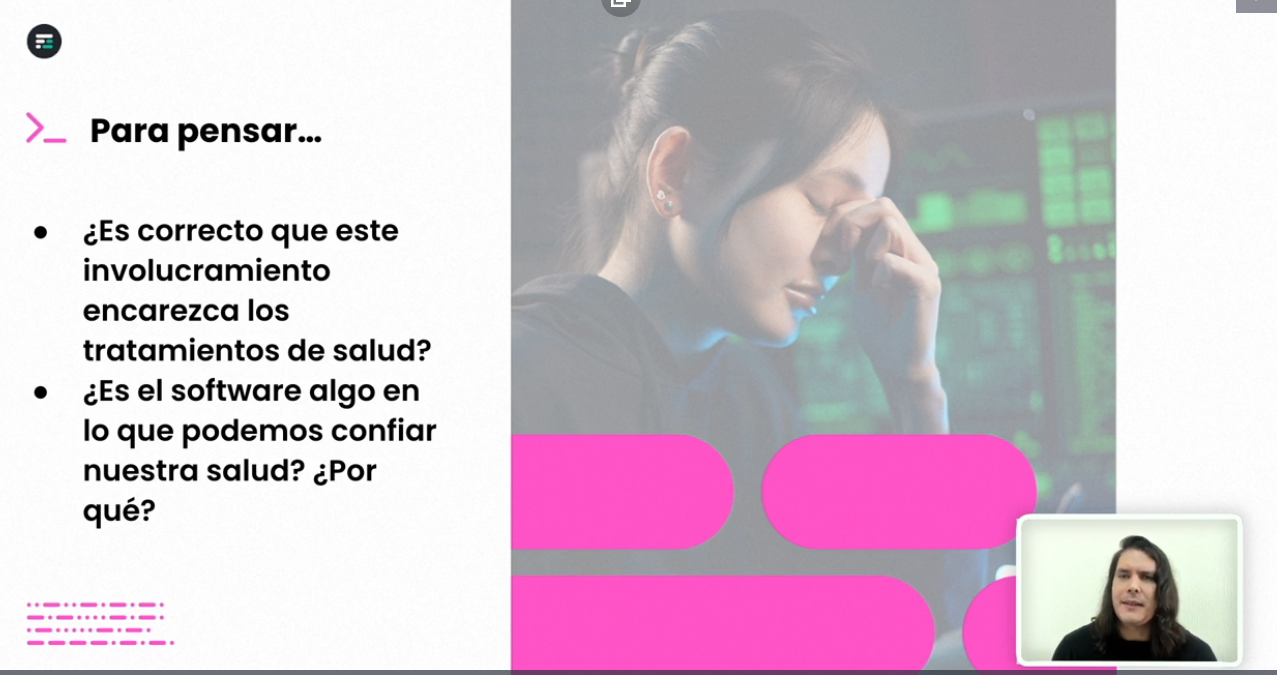 Para pensar...
● ¿Es correcto que este
involucramiento
encarezca los
tratamientos de salud?
● ¿Es el software algo en
lo que podemos confiar
nuestra salud? ¿Por
qué?